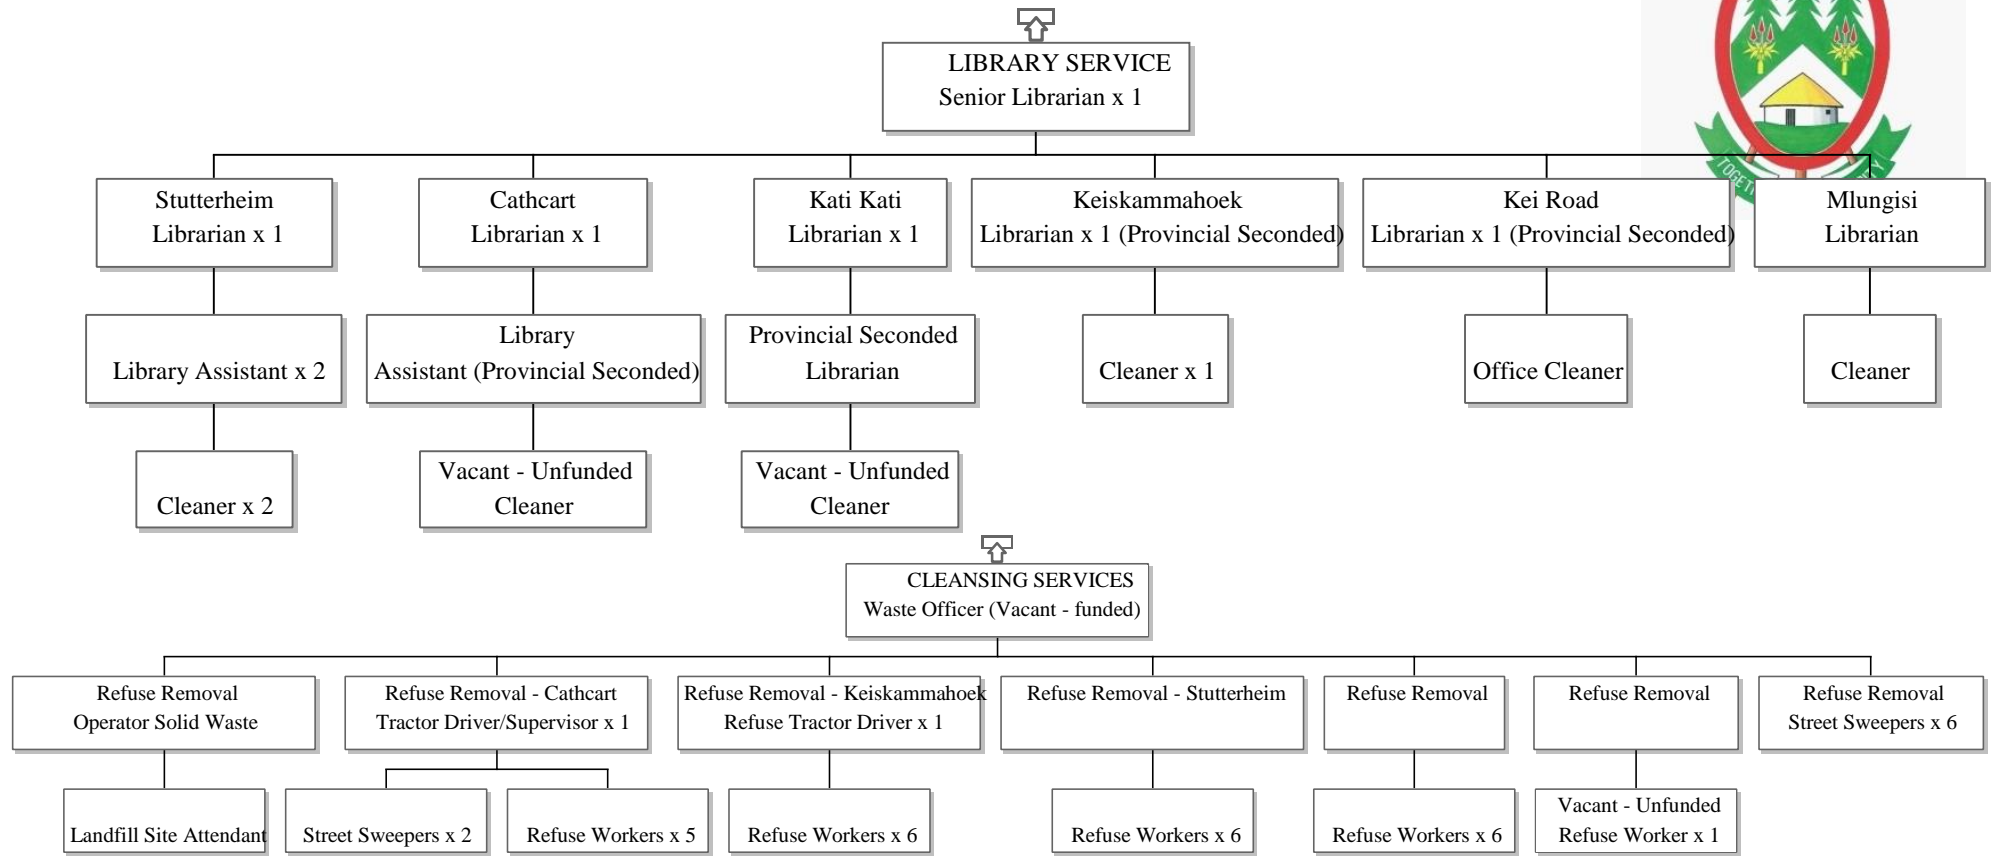 LIBRARY SERVICE
Senior Librarian x 1
Stutterheim
Librarian x 1
Cathcart
Librarian x 1
Kati Kati
Librarian x 1
Keiskammahoek
Librarian x 1 (Provincial Seconded)
Kei Road
Librarian x 1 (Provincial Seconded)
Mlungisi
Librarian
Library Assistant x 2
Library
Assistant (Provincial Seconded)
Provincial Seconded
Librarian
Cleaner x 1
Office Cleaner
Cleaner
Cleaner x 2
Vacant - Unfunded
Cleaner
Vacant - Unfunded
Cleaner
CLEANSING SERVICES
Waste Officer (Vacant - funded)
Refuse Removal
Operator Solid Waste
Refuse Removal - Cathcart
Tractor Driver/Supervisor x 1
Refuse Removal - Keiskammahoek
Refuse Tractor Driver x 1
Refuse Removal - Stutterheim
Refuse Removal
Refuse Removal
Refuse Removal
Street Sweepers x 6
Landfill Site Attendant
Street Sweepers x 2
Refuse Workers x 5
Refuse Workers x 6
Refuse Workers x 6
Refuse Workers x 6
Vacant - Unfunded
Refuse Worker x 1